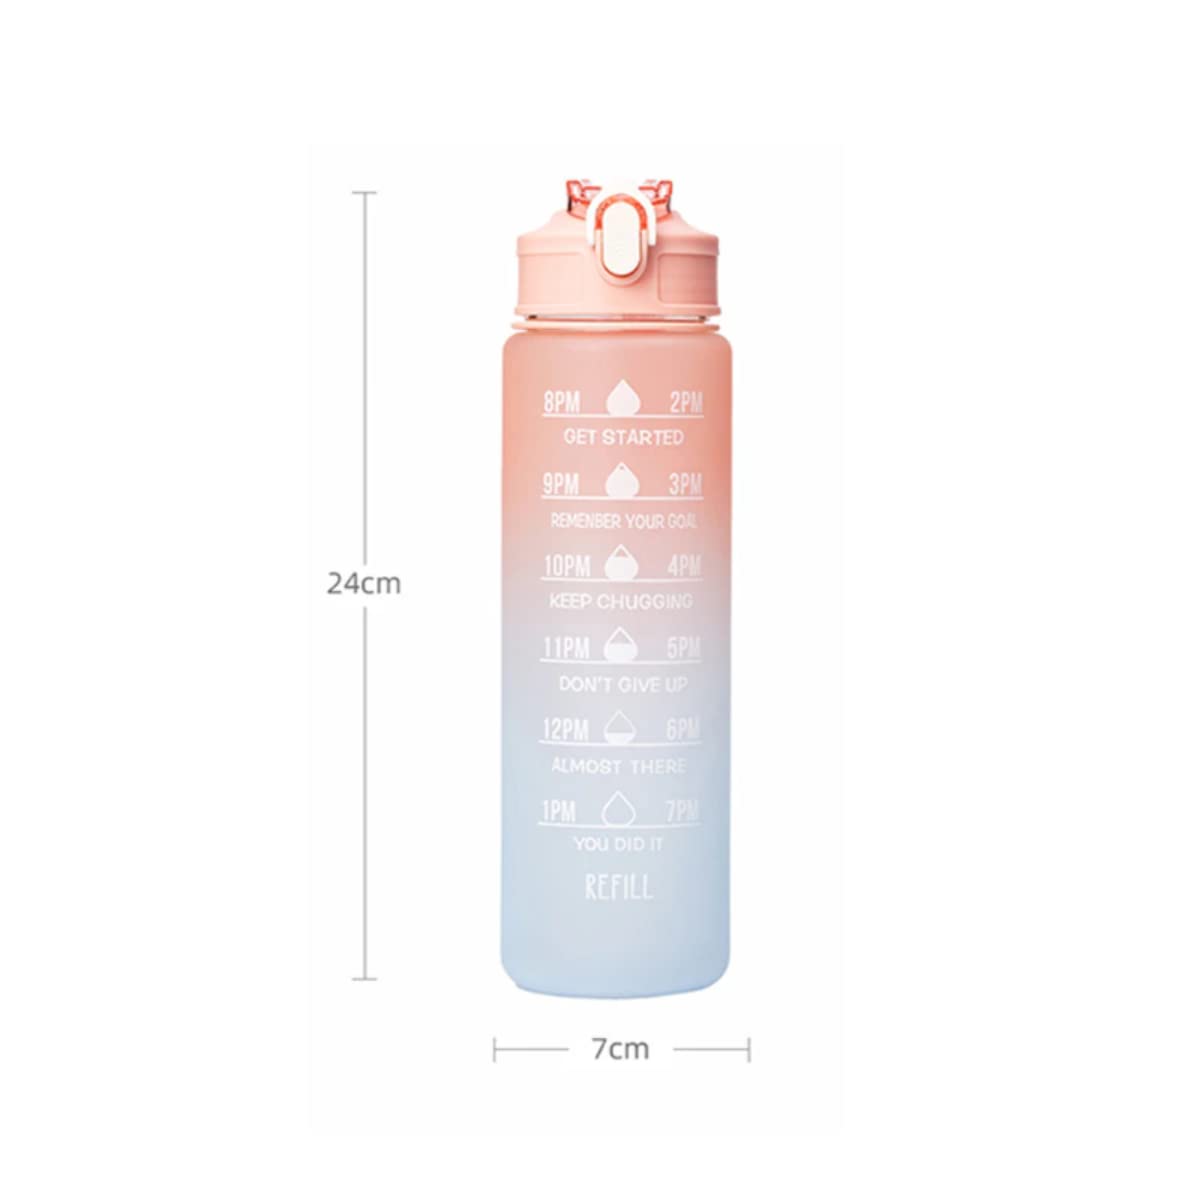 8PM 2PM
GET STARTED
9PM 3PM
REMENBER YOUR GOAL
10PM 4PM
KEEP CHUGGING
24cm
11PM 5PM
DON'T GIVE UP
12PM 6PM
ALMOST THERE
1PM 7PM
YOU DID IT
REFILL
7cm